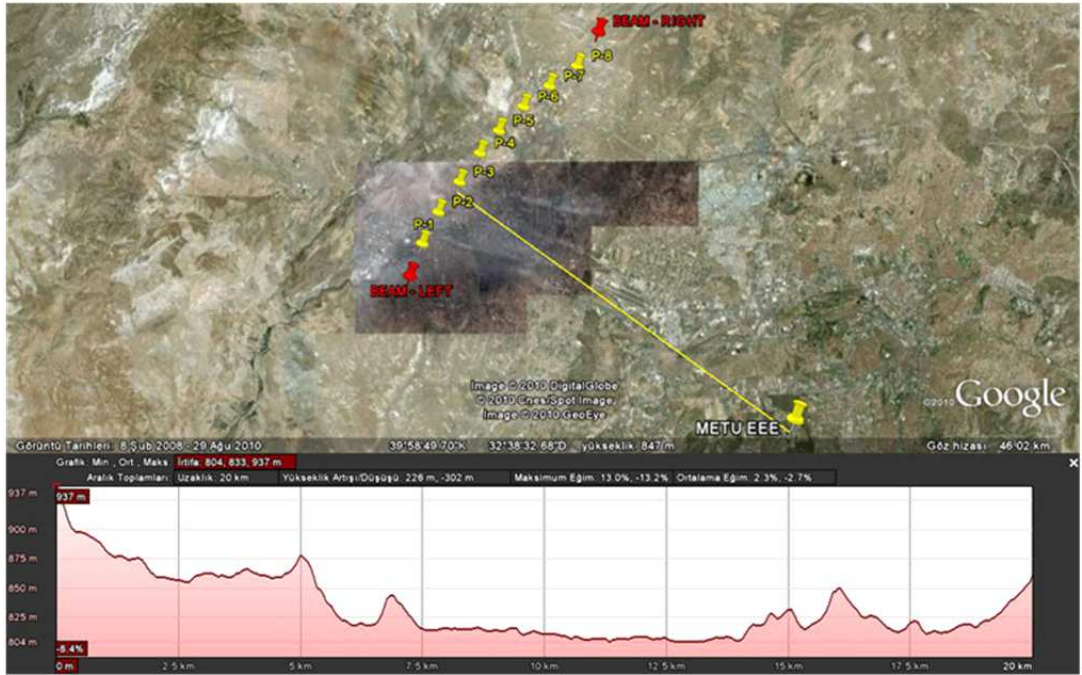 BEAM - RIGHT
P-8
P-7
P-6
P-5
P-4
P-3
P-2
P-1
BEAM - LEFT
METU EEE
Image © 2010 DigitalGlobe
© 2010 Cnes/Spot Image
Image © 2010 GeoEye
©2010 Google
Görüntü Tarihleri 8 Şub 2008 - 29 Ağu 2010 39°58'49.70"K 32°38'32.68"D yükseklik 847 m Göz hizası 46.02 km
Grafik: Min , Ort , Maks İrtifa: 804, 833, 937 m
Aralık Toplamları: Uzaklık: 20 km Yükseklik Artışı/Düşüşü: 226 m, -302 m Maksimum Eğim: 13.0%, -13.2% Ortalama Eğim: 2.3%, -2.7%
937 m
937 m
900 m
875 m
850 m
825 m
804 m
0 m 2.5 km 5 km 7.5 km 10 km 12.5 km 15 km 17.5 km 20 km